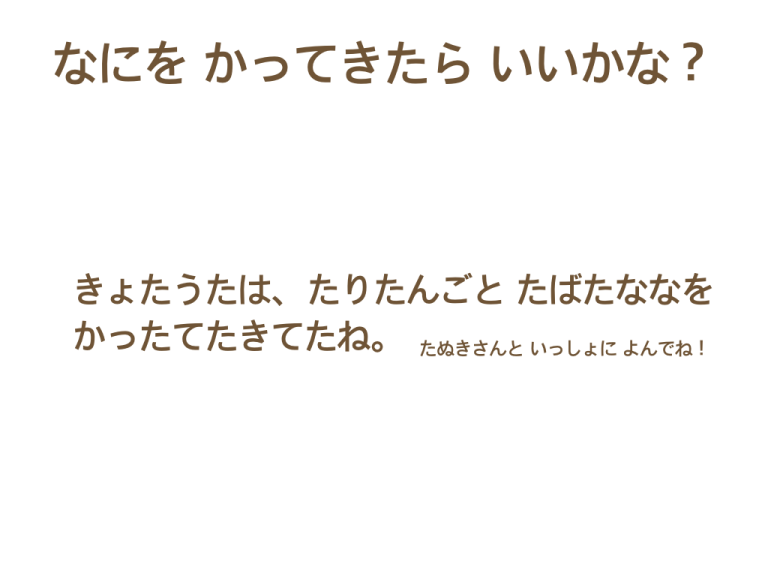 なにを かってきたら いいかな？
きょたうたは、たりたんごと たばたななを
かったてたきてたね。
たぬきさんと いっしょに よんでね！